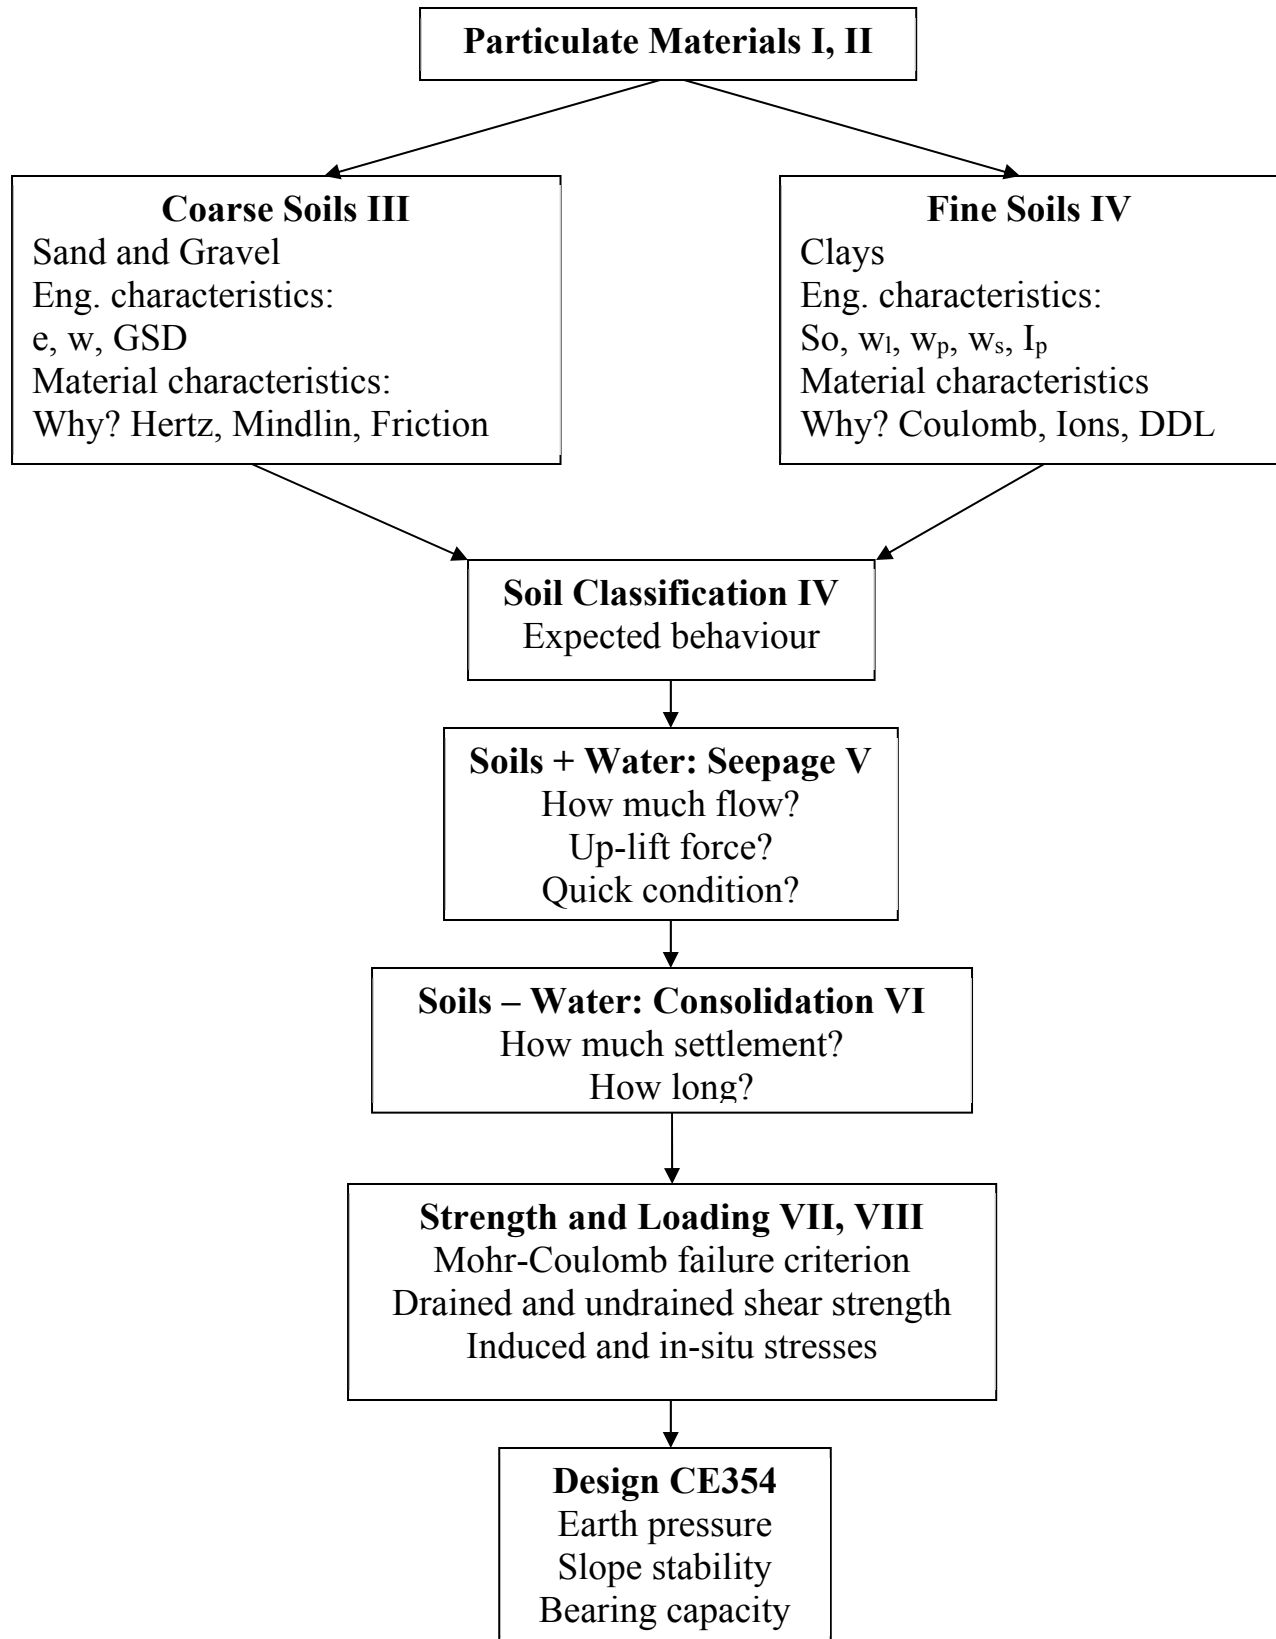 Particulate Materials I, II
Coarse Soils III
Sand and Gravel
Eng. characteristics:
e, w, GSD
Material characteristics:
Why? Hertz, Mindlin, Friction
Fine Soils IV
Clays
Eng. characteristics:
So, wₗ, wₚ, wₛ, Iₚ
Material characteristics
Why? Coulomb, Ions, DDL
Soil Classification IV
Expected behaviour
Soils + Water: Seepage V
How much flow?
Up-lift force?
Quick condition?
Soils – Water: Consolidation VI
How much settlement?
How long?
Strength and Loading VII, VIII
Mohr-Coulomb failure criterion
Drained and undrained shear strength
Induced and in-situ stresses
Design CE354
Earth pressure
Slope stability
Bearing capacity